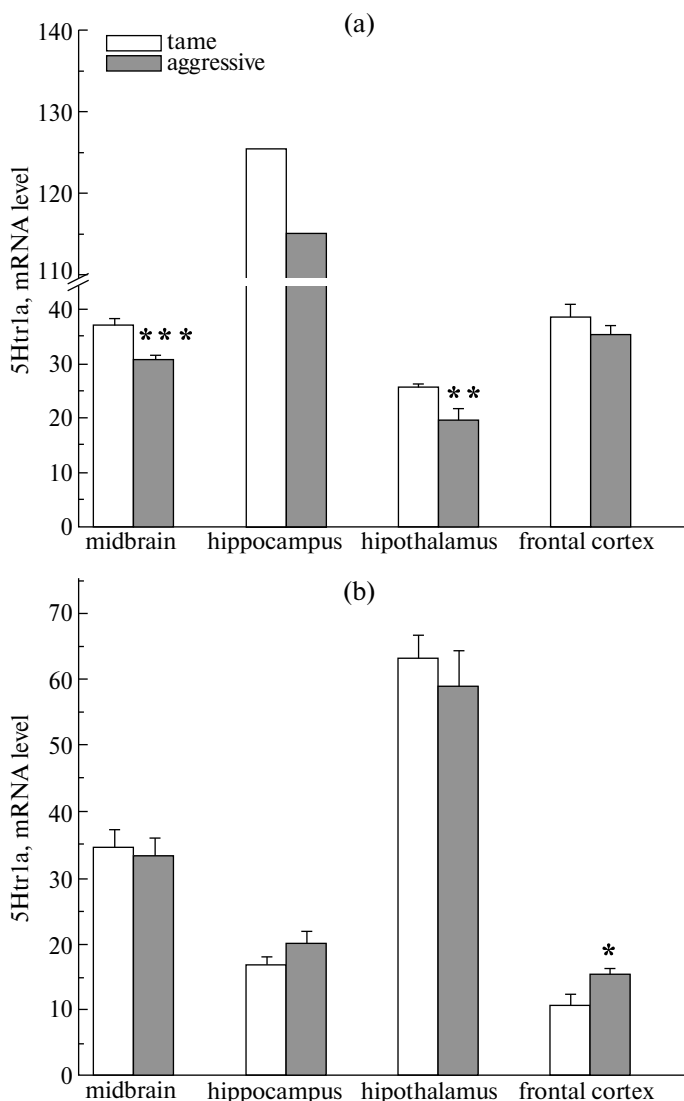 (a)
tame
aggressive
5Htr1a, mRNA level
140
130
120
110
40
30
20
10
0
***
**
midbrain hippocampus hipothalamus frontal cortex
(b)
5Htr1a, mRNA level
70
60
50
40
30
20
10
0
*
midbrain hippocampus hipothalamus frontal cortex